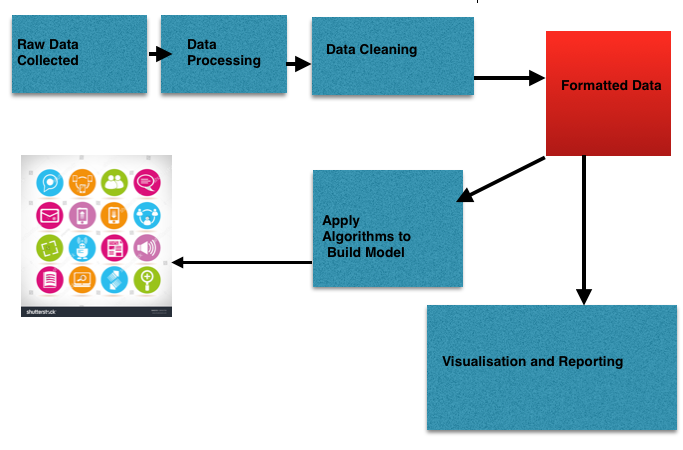 Raw Data
Collected
Data
Processing
Data Cleaning
Formatted Data
Apply
Algorithms to
Build Model
Visualisation and Reporting
shutterstock